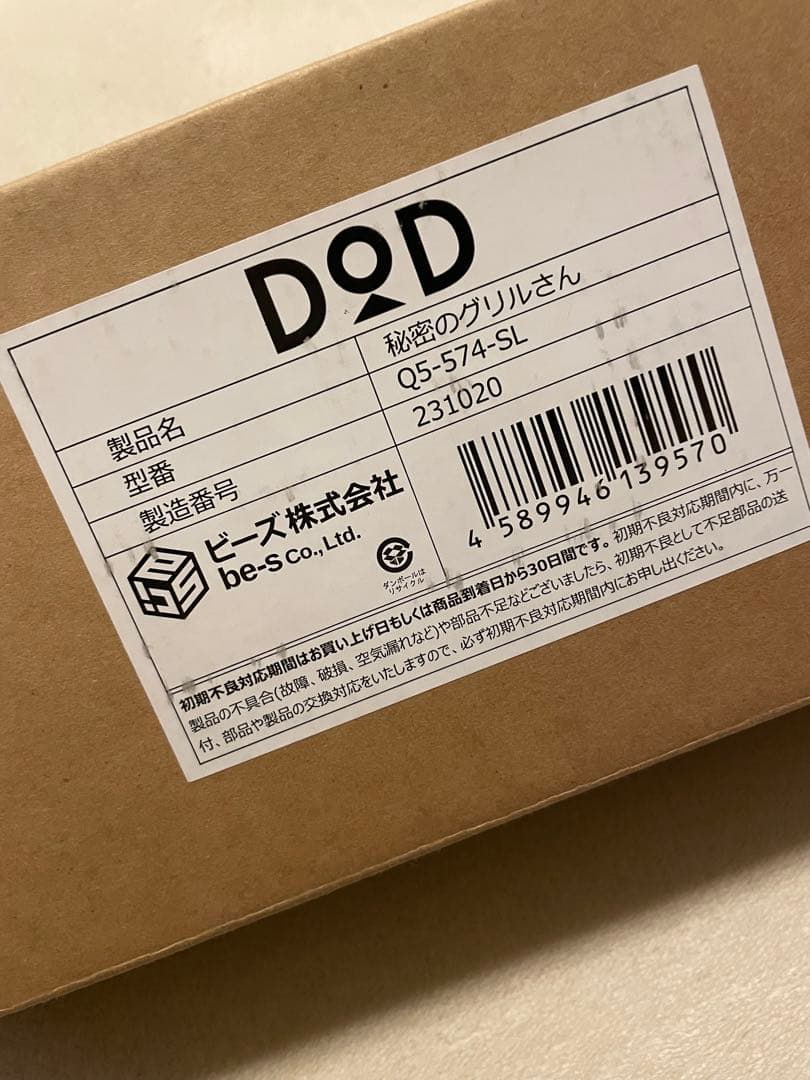 DOD
製品名 秘密のグリルさん
型番 Q5-574-SL
製造番号 231020
ビーズ株式会社
be-s Co., Ltd.
ダンボールは
リサイクル
4 589946 139570
初期不良対応期間はお買い上げ日もしくは商品到着日から30日間です。初期不良対応期間内に、万一
製品の不具合(故障、破損、空気漏れなど)や部品不足などございましたら、初期不良として不足部品の送
付、部品や製品の交換対応をいたしますので、必ず初期不良対応期間内にお申し出ください。